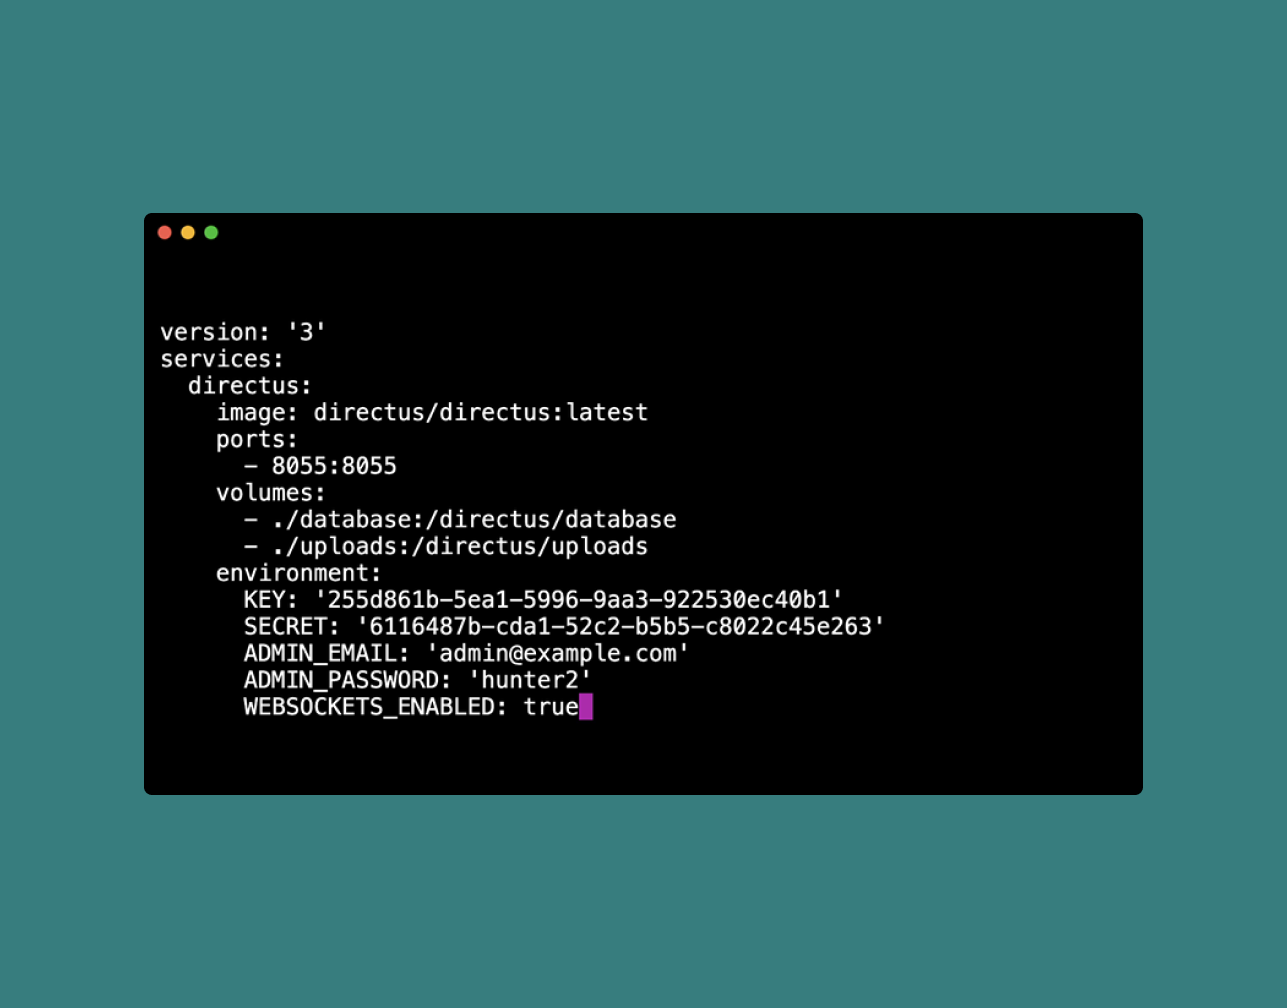 version: '3'
services:
  directus:
    image: directus/directus:latest
    ports:
      - 8055:8055
    volumes:
      - ./database:/directus/database
      - ./uploads:/directus/uploads
    environment:
      KEY: '255d861b-5ea1-5996-9aa3-922530ec40b1'
      SECRET: '6116487b-cda1-52c2-b5b5-c8022c45e263'
      ADMIN_EMAIL: 'admin@example.com'
      ADMIN_PASSWORD: 'hunter2'
      WEBSOCKETS_ENABLED: true